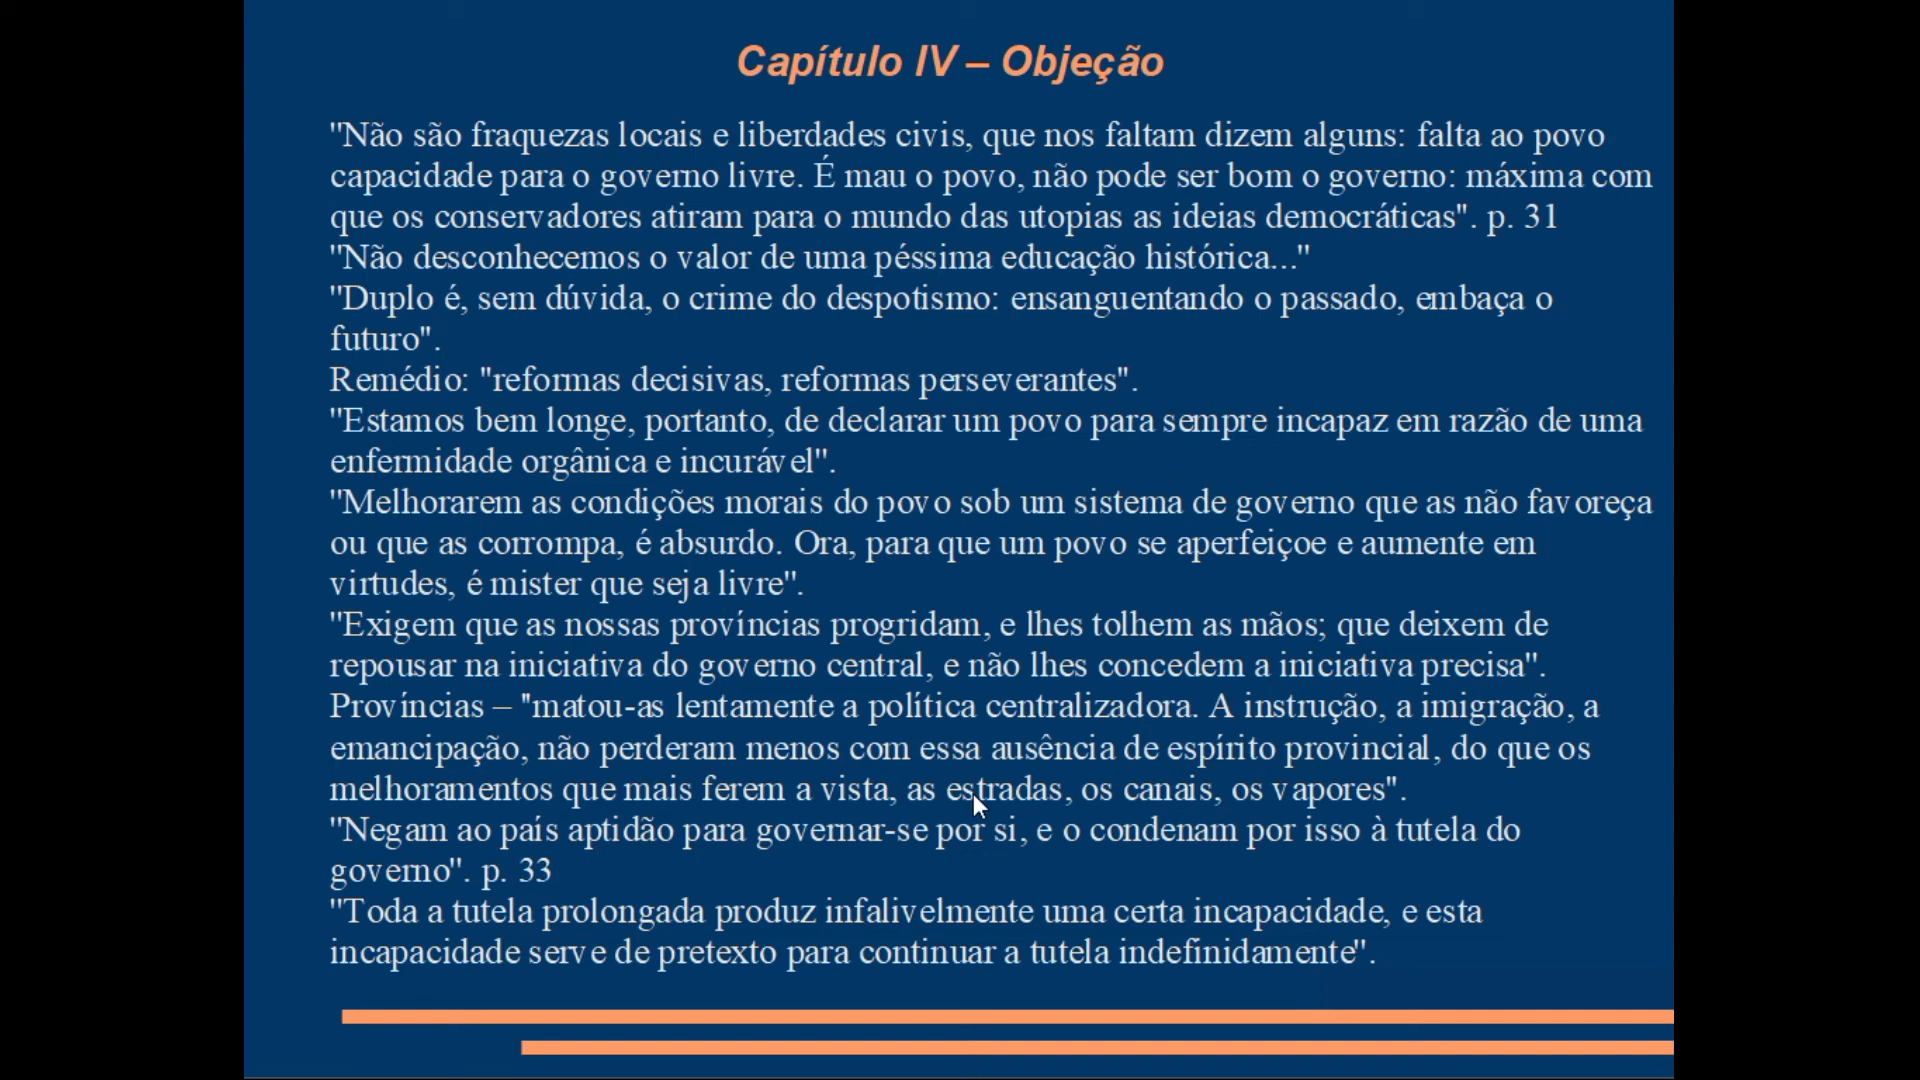 Capítulo IV – Objeção
"Não são fraquezas locais e liberdades civis, que nos faltam dizem alguns: falta ao povo
capacidade para o governo livre. É mau o povo, não pode ser bom o governo: máxima com
que os conservadores atiram para o mundo das utopias as ideias democráticas". p. 31
"Não desconhecemos o valor de uma péssima educação histórica..."
"Duplo é, sem dúvida, o crime do despotismo: ensanguentando o passado, embaça o
futuro".
Remédio: "reformas decisivas, reformas perseverantes".
"Estamos bem longe, portanto, de declarar um povo para sempre incapaz em razão de uma
enfermidade orgânica e incurável".
"Melhorarem as condições morais do povo sob um sistema de governo que as não favoreça
ou que as corrompa, é absurdo. Ora, para que um povo se aperfeiçoe e aumente em
virtudes, é mister que seja livre".
"Exigem que as nossas províncias progridam, e lhes tolhem as mãos; que deixem de
repousar na iniciativa do governo central, e não lhes concedem a iniciativa precisa".
Províncias – "matou-as lentamente a política centralizadora. A instrução, a imigração, a
emancipação, não perderam menos com essa ausência de espírito provincial, do que os
melhoramentos que mais ferem a vista, as estradas, os canais, os vapores".
"Negam ao país aptidão para governar-se por si, e o condenam por isso à tutela do
governo". p. 33
"Toda a tutela prolongada produz infalivelmente uma certa incapacidade, e esta
incapacidade serve de pretexto para continuar a tutela indefinidamente".